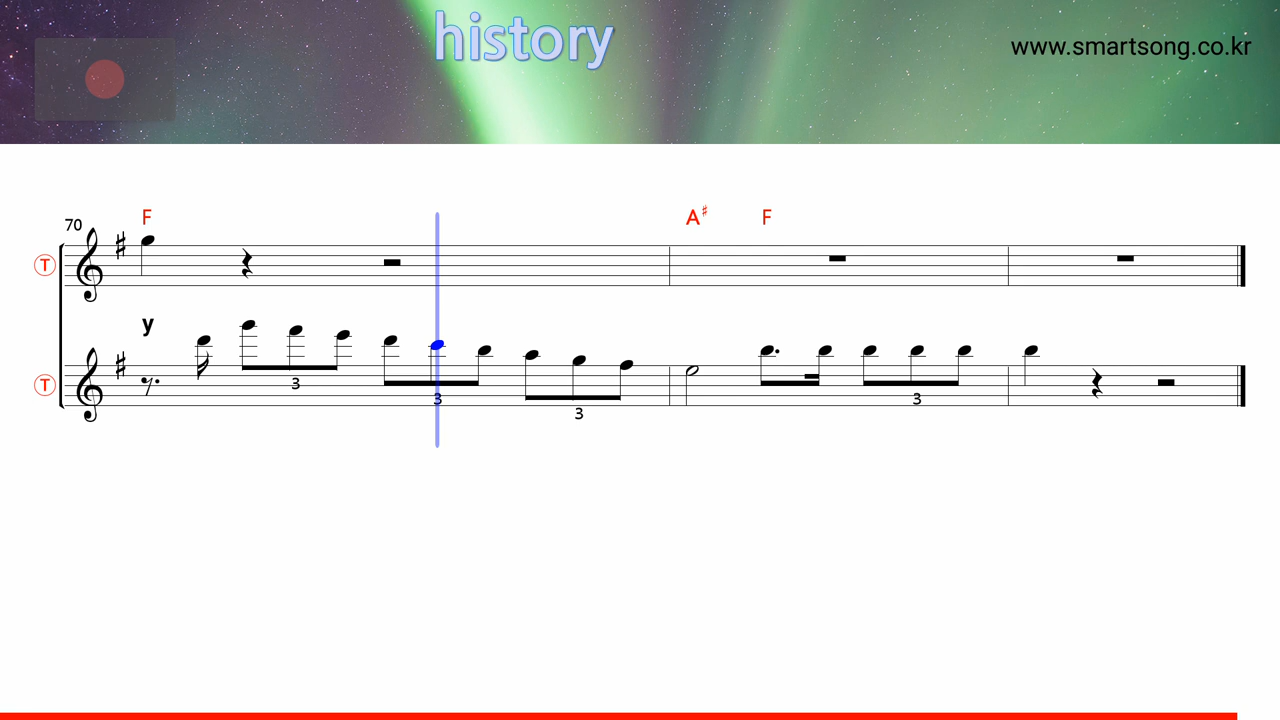 history
www.smartsong.co.kr
F A♯ F
70
T
y
T
3
3 3
3